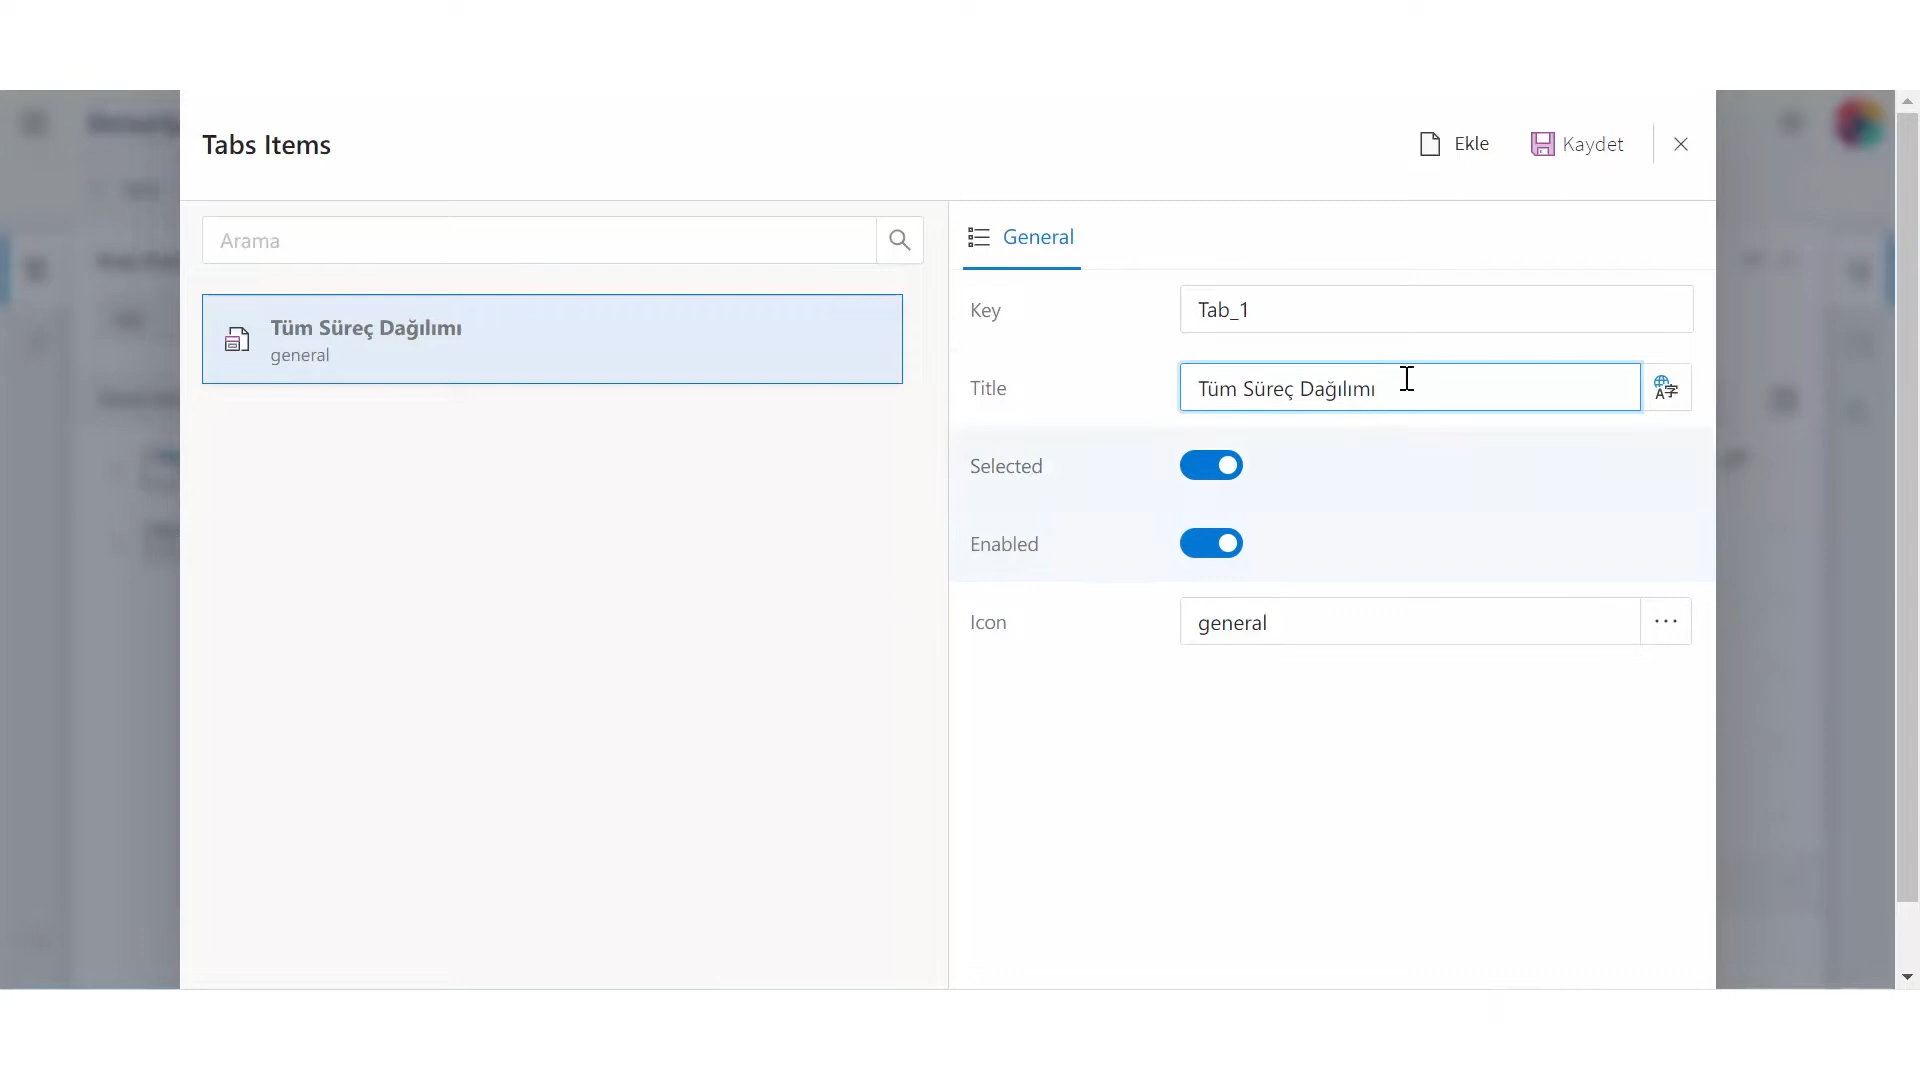 Tabs Items
Ekle
Kaydet
Arama
General
Tüm Süreç Dağılımı
general
Key
Tab_1
Title
Tüm Süreç Dağılımı
Selected
Enabled
Icon
general